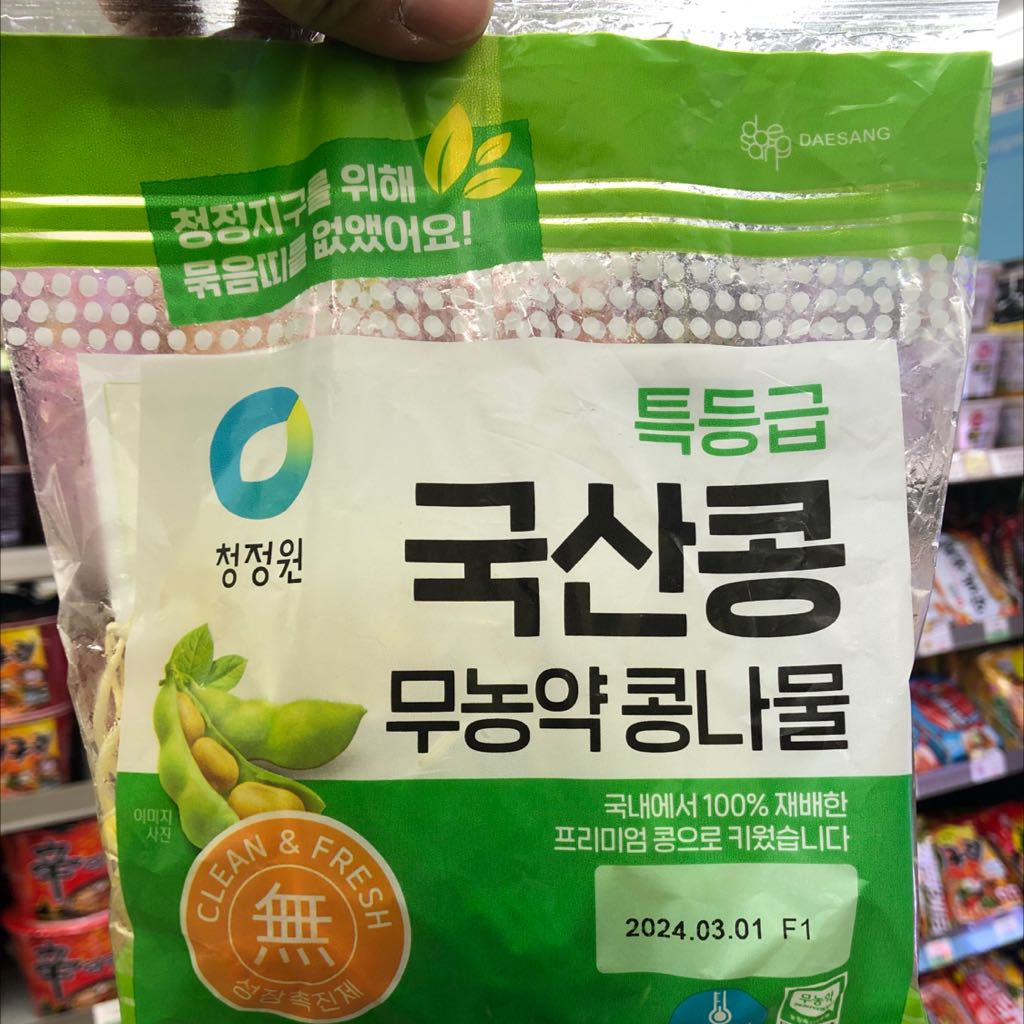 DAESANG
청정지구를 위해
묶음띠를 없앴어요!
특등급
청정원
국산콩
무농약 콩나물
국내에서 100% 재배한
프리미엄 콩으로 키웠습니다
이미지
사진
CLEAN & FRESH
無
성장촉진제
2024.03.01 F1
무농약